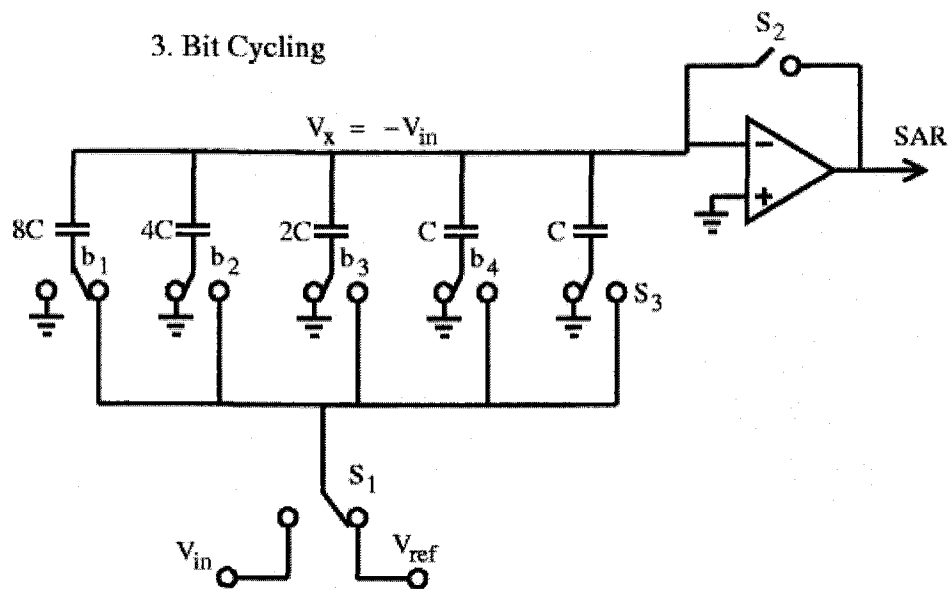 3. Bit Cycling
S2
Vx = -Vin
SAR
8C
4C
2C
C
C
b1
b2
b3
b4
S3
S1
Vin
Vref